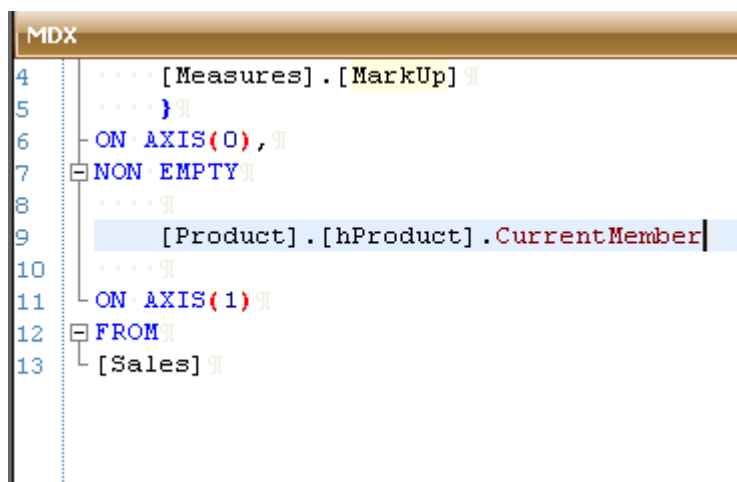 MDX
4 [Measures].[MarkUp]¶
5 }¶
6 ON AXIS(0),¶
7 NON EMPTY¶
8 ¶
9 [Product].[hProduct].CurrentMember¶
10 ¶
11 ON AXIS(1)¶
12 FROM¶
13 [Sales]¶